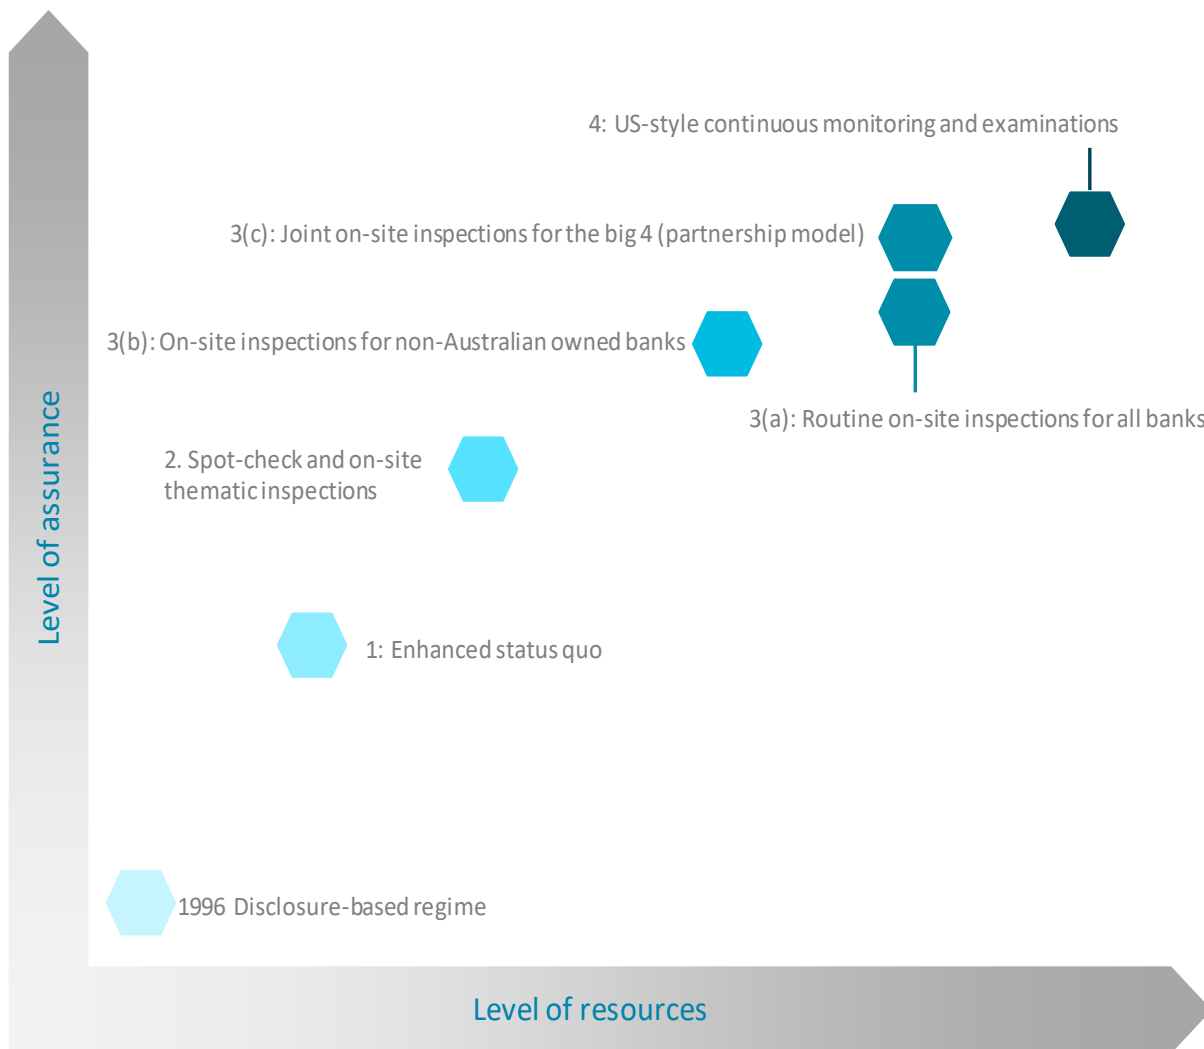 4: US-style continuous monitoring and examinations
3(c): Joint on-site inspections for the big 4 (partnership model)
3(b): On-site inspections for non-Australian owned banks
3(a): Routine on-site inspections for all banks
2. Spot-check and on-site
thematic inspections
Level of assurance
1: Enhanced status quo
1996 Disclosure-based regime
Level of resources